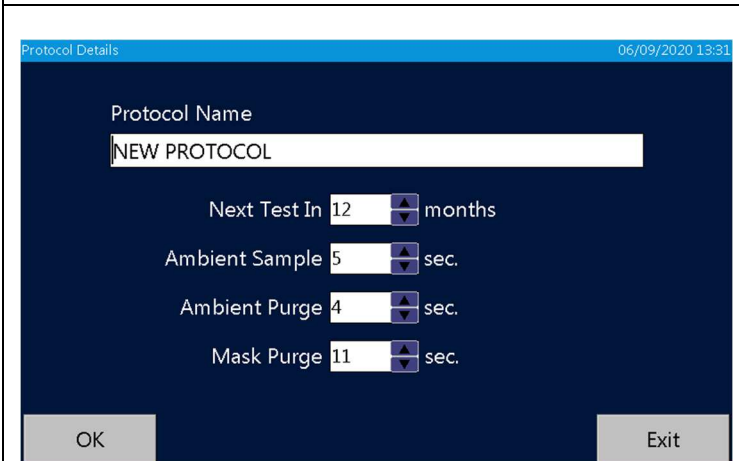 Protocol Details 06/09/2020 13:31
Protocol Name
NEW PROTOCOL
Next Test In 12 months
Ambient Sample 5 sec.
Ambient Purge 4 sec.
Mask Purge 11 sec.
OK Exit